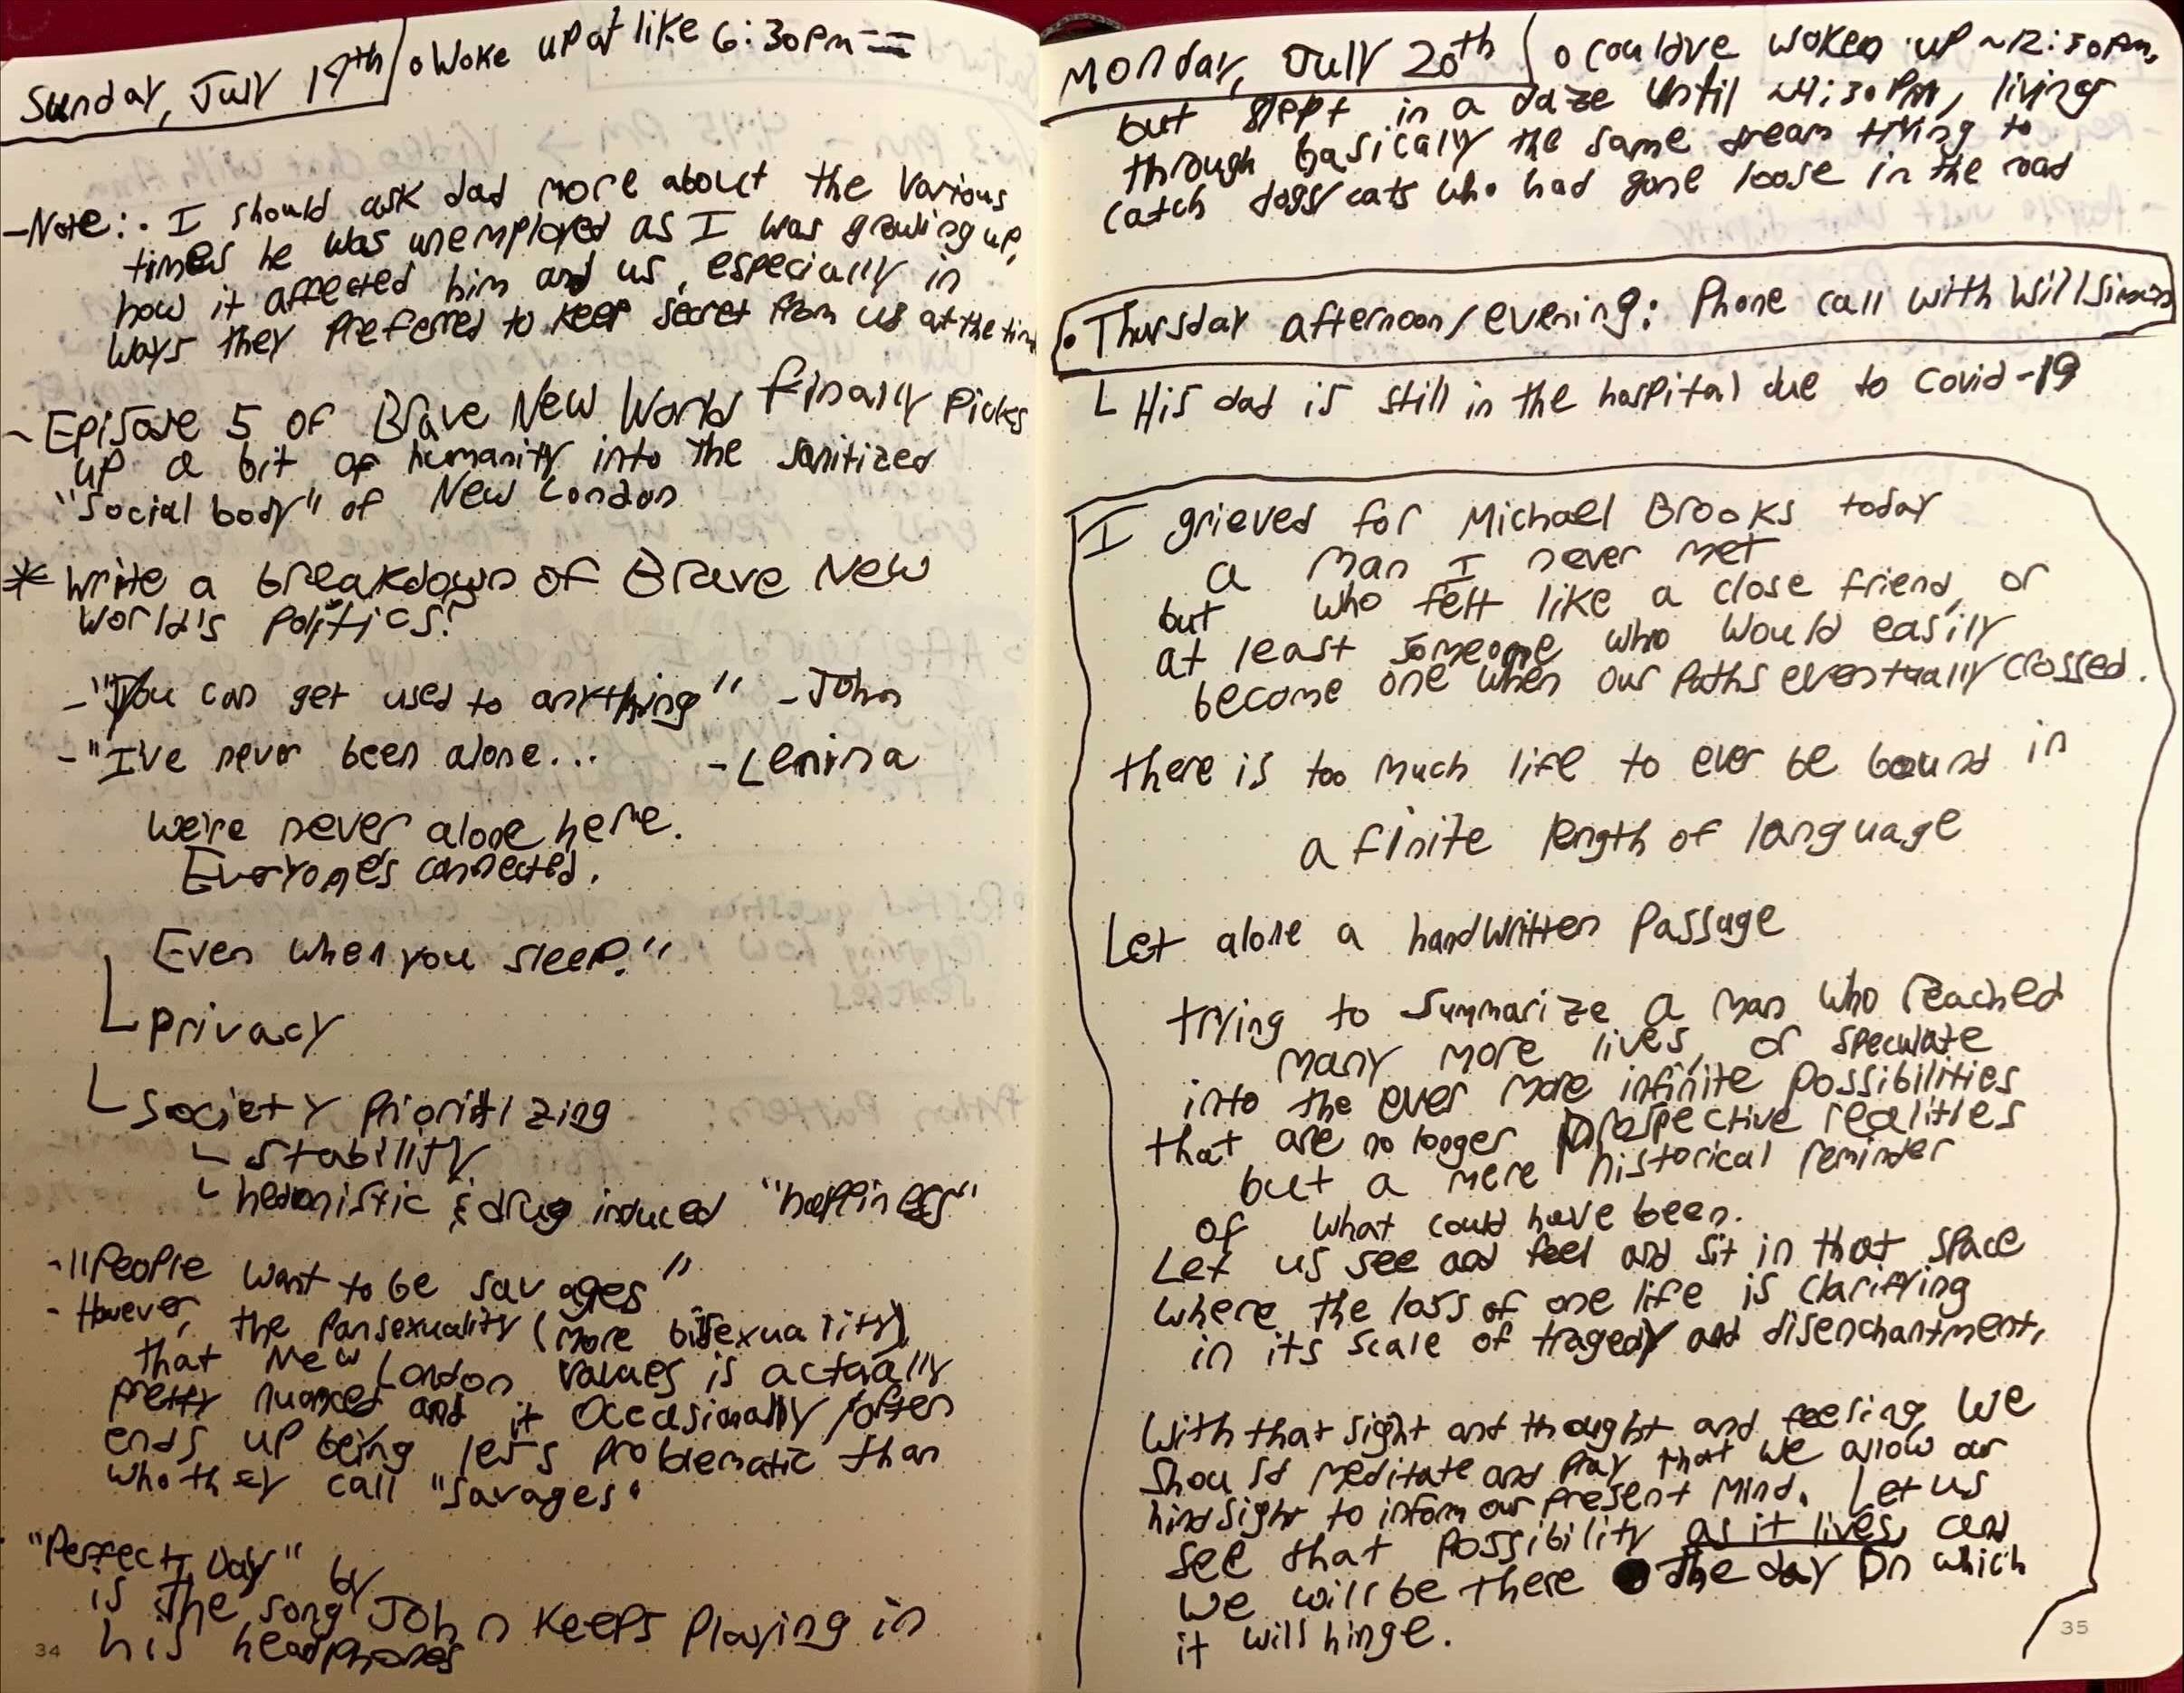 Sunday, July 19th
o Woke up at like 6:30pm
-Note: . I should ask dad more about the various
times he was unemployed as I was growing up,
how it affected him and us, especially in
ways they preferred to keep secret from us at the time
- Episode 5 of Brave New World finally picks
up a bit of humanity into the sanitized
"social body" of New London
* Write a breakdown of Brave New
World's politics?
- "You can get used to anything" - John
- "I've never been alone... - Lenina
We're never alone here.
Everyone's connected.
Even when you sleep."
privacy
society prioritizing
stability
hedonistic & drug induced "happiness"
- "People want to be savages"
- However, the pansexuality (more bisexuality)
that New London values is actually
pretty nuanced and it occasionally/often
ends up being less problematic than
who they call "savages"
"Perfect Day" by
is the song John keeps playing in
his headphones
34
Monday, July 20th
o could've woken up ~12:30pm,
but slept in a daze until ~4:30PM, living
through basically the same dream trying to
catch dogs/cats who had gone loose in the road
• Thursday afternoon/evening: Phone call with Will Simon
His dad is still in the hospital due to Covid-19
I grieved for Michael Brooks today
a man I never met
but who felt like a close friend, or
at least someone who would easily
become one when our paths eventually crossed.
there is too much life to ever be bound in
a finite length of language
Let alone a handwritten passage
trying to summarize a man who reached
many more lives, or speculate
into the ever more infinite possibilities
that are no longer prospective realities
but a mere historical reminder
of what could have been.
Let us see and feel and sit in that space
where the loss of one life is clarifying
in its scale of tragedy and disenchantment,
With that sight and thought and feeling, we
should meditate and pray that we allow our
hindsight to inform our present mind. Let us
see that possibility as it lives, and
we will be there the day on which
it will hinge.
35